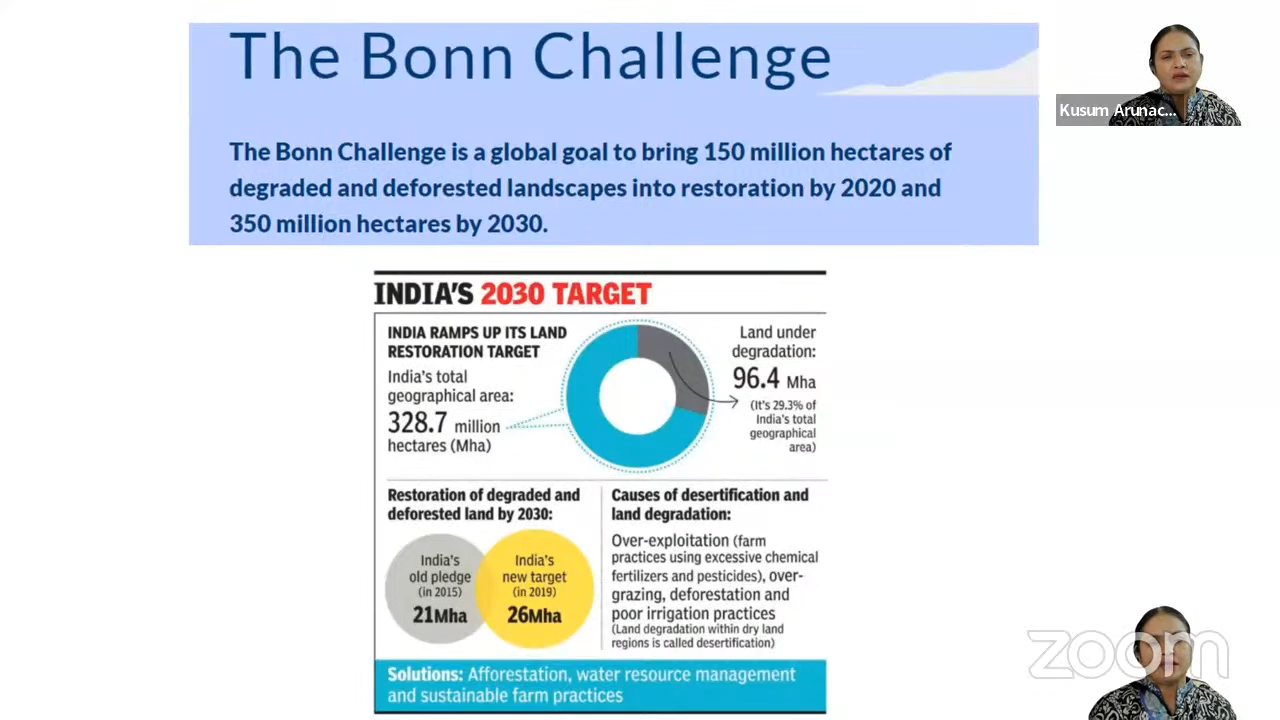 The Bonn Challenge
The Bonn Challenge is a global goal to bring 150 million hectares of
degraded and deforested landscapes into restoration by 2020 and
350 million hectares by 2030.
Kusum Arunac...
INDIA'S 2030 TARGET
INDIA RAMPS UP ITS LAND
RESTORATION TARGET
India's total
geographical area:
328.7 million
hectares (Mha)
Land under
degradation:
96.4 Mha
(It's 29.3% of
India's total
geographical
area)
Restoration of degraded and
deforested land by 2030:
India's
old pledge
(in 2015)
21Mha
India's
new target
(in 2019)
26Mha
Causes of desertification and
land degradation:
Over-exploitation (farm
practices using excessive chemical
fertilizers and pesticides), over-
grazing, deforestation and
poor irrigation practices
(Land degradation within dry land
regions is called desertification)
Solutions: Afforestation, water resource management
and sustainable farm practices
zoom